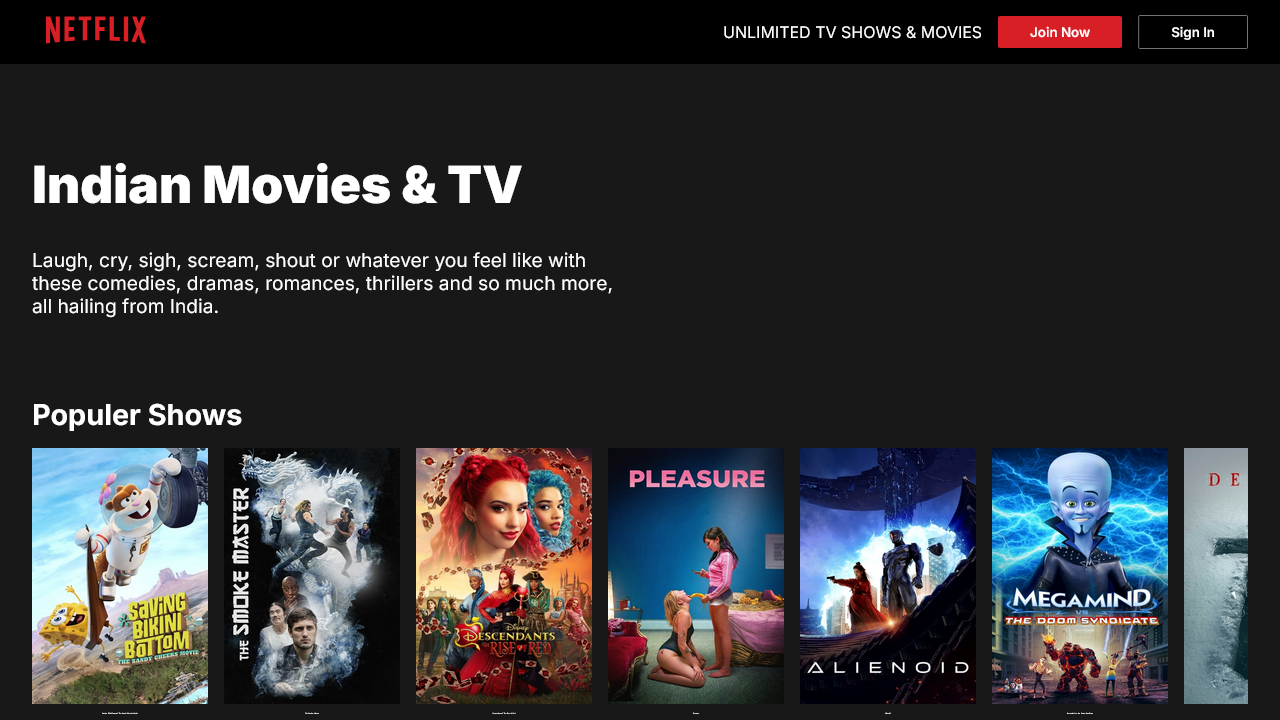 NETFLIX
UNLIMITED TV SHOWS & MOVIES
Join Now
Sign In
Indian Movies & TV
Laugh, cry, sigh, scream, shout or whatever you feel like with
these comedies, dramas, romances, thrillers and so much more,
all hailing from India.
Populer Shows
SAVING
BIKINI
BOTTOM
THE SANDY CHEEKS MOVIE
THE SMOKE MASTER
Disney
DESCENDANTS
THE RISE OF RED
PLEASURE
ALIENOID
MEGAMIND
VS
THE DOOM SYNDICATE
D E